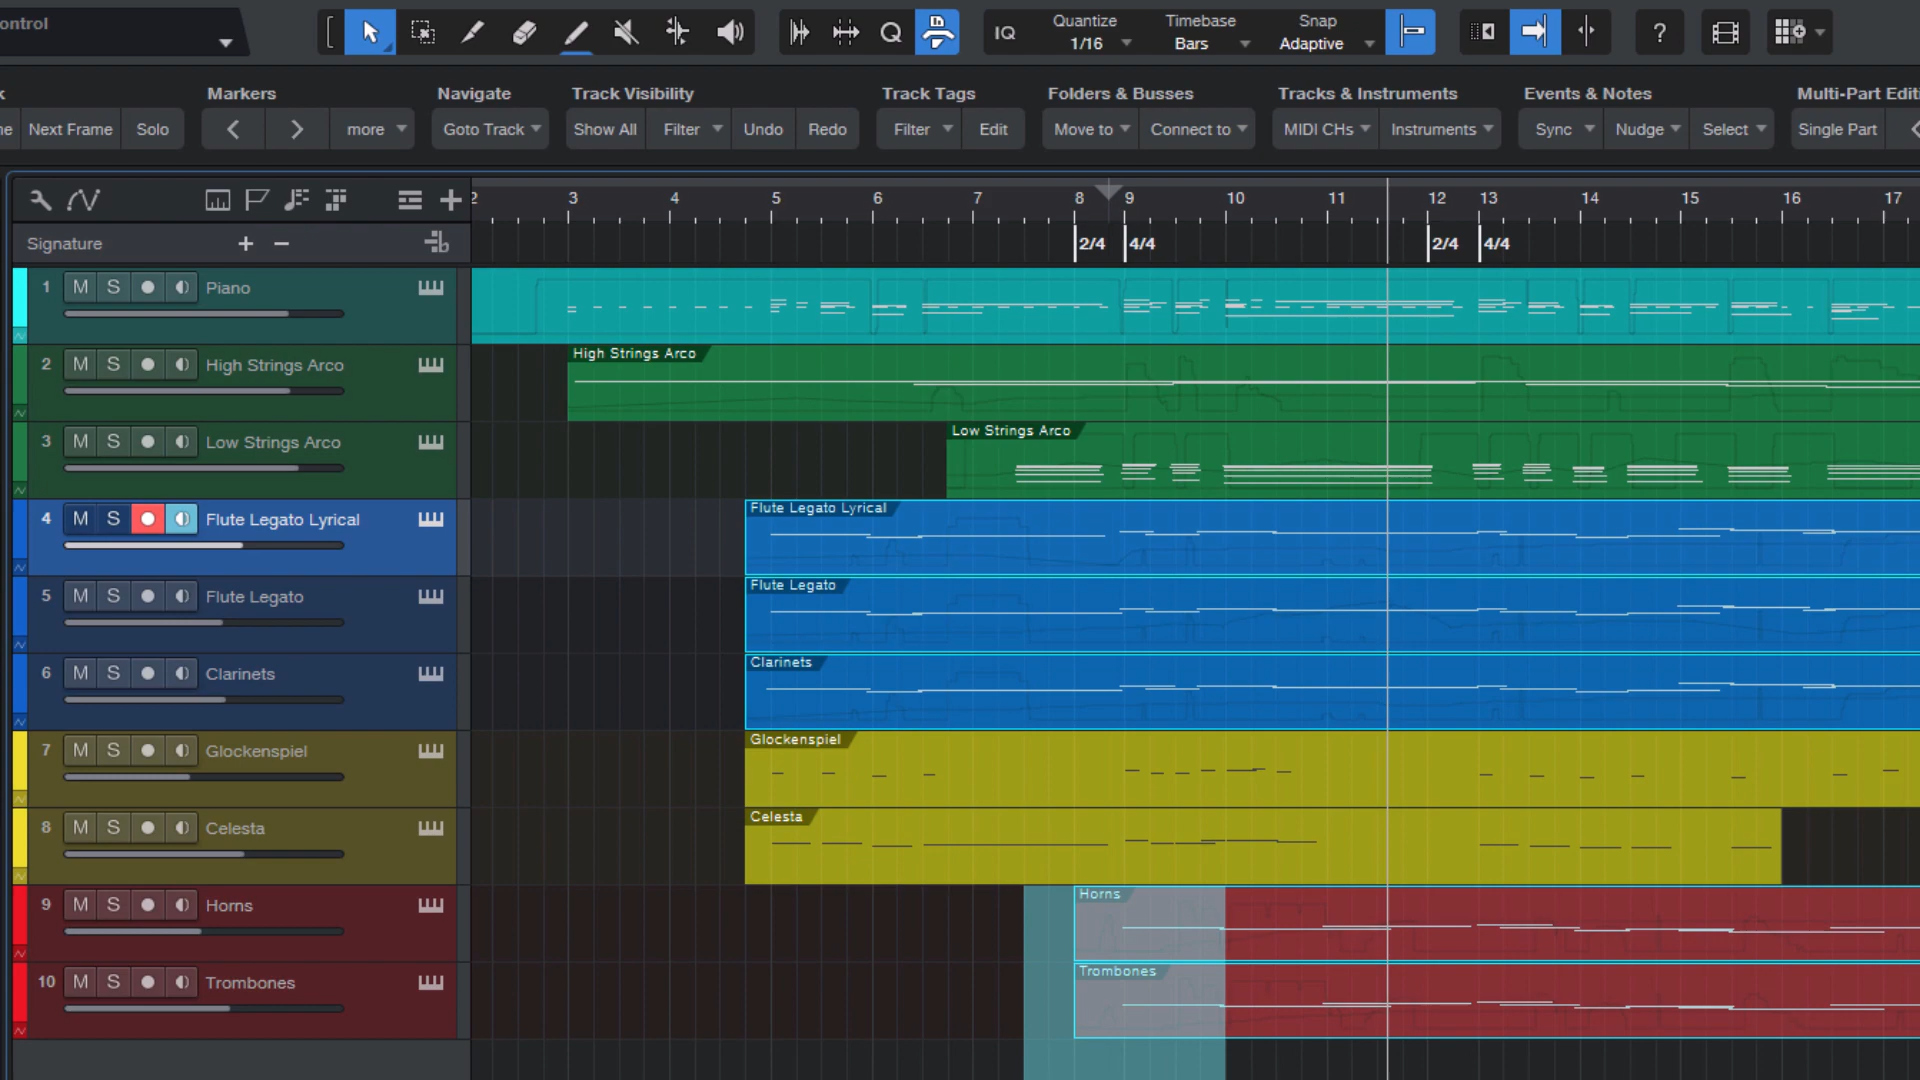 ontrol
IQ
Quantize
1/16
Timebase
Bars
Snap
Adaptive
?
Markers
Navigate
Track Visibility
Track Tags
Folders & Busses
Tracks & Instruments
Events & Notes
Multi-Part Editi
ne
Next Frame
Solo
more
Goto Track
Show All
Filter
Undo
Redo
Filter
Edit
Move to
Connect to
MIDI CHs
Instruments
Sync
Nudge
Select
Single Part
2 3 4 5 6 7 8 9 10 11 12 13 14 15 16 17
Signature + −
2/4 4/4 2/4 4/4
1 M S Piano
2 M S High Strings Arco
High Strings Arco
3 M S Low Strings Arco
Low Strings Arco
4 M S Flute Legato Lyrical
Flute Legato Lyrical
5 M S Flute Legato
Flute Legato
6 M S Clarinets
Clarinets
7 M S Glockenspiel
Glockenspiel
8 M S Celesta
Celesta
9 M S Horns
Horns
10 M S Trombones
Trombones